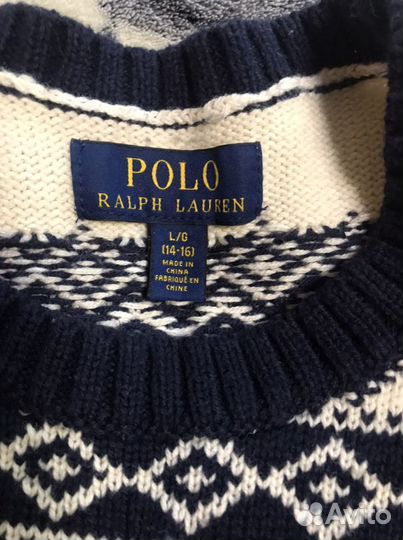 POLO
RALPH LAUREN
L/G
(14-16)
MADE IN
CHINA
FABRIQUÉ EN
CHINE
Avito